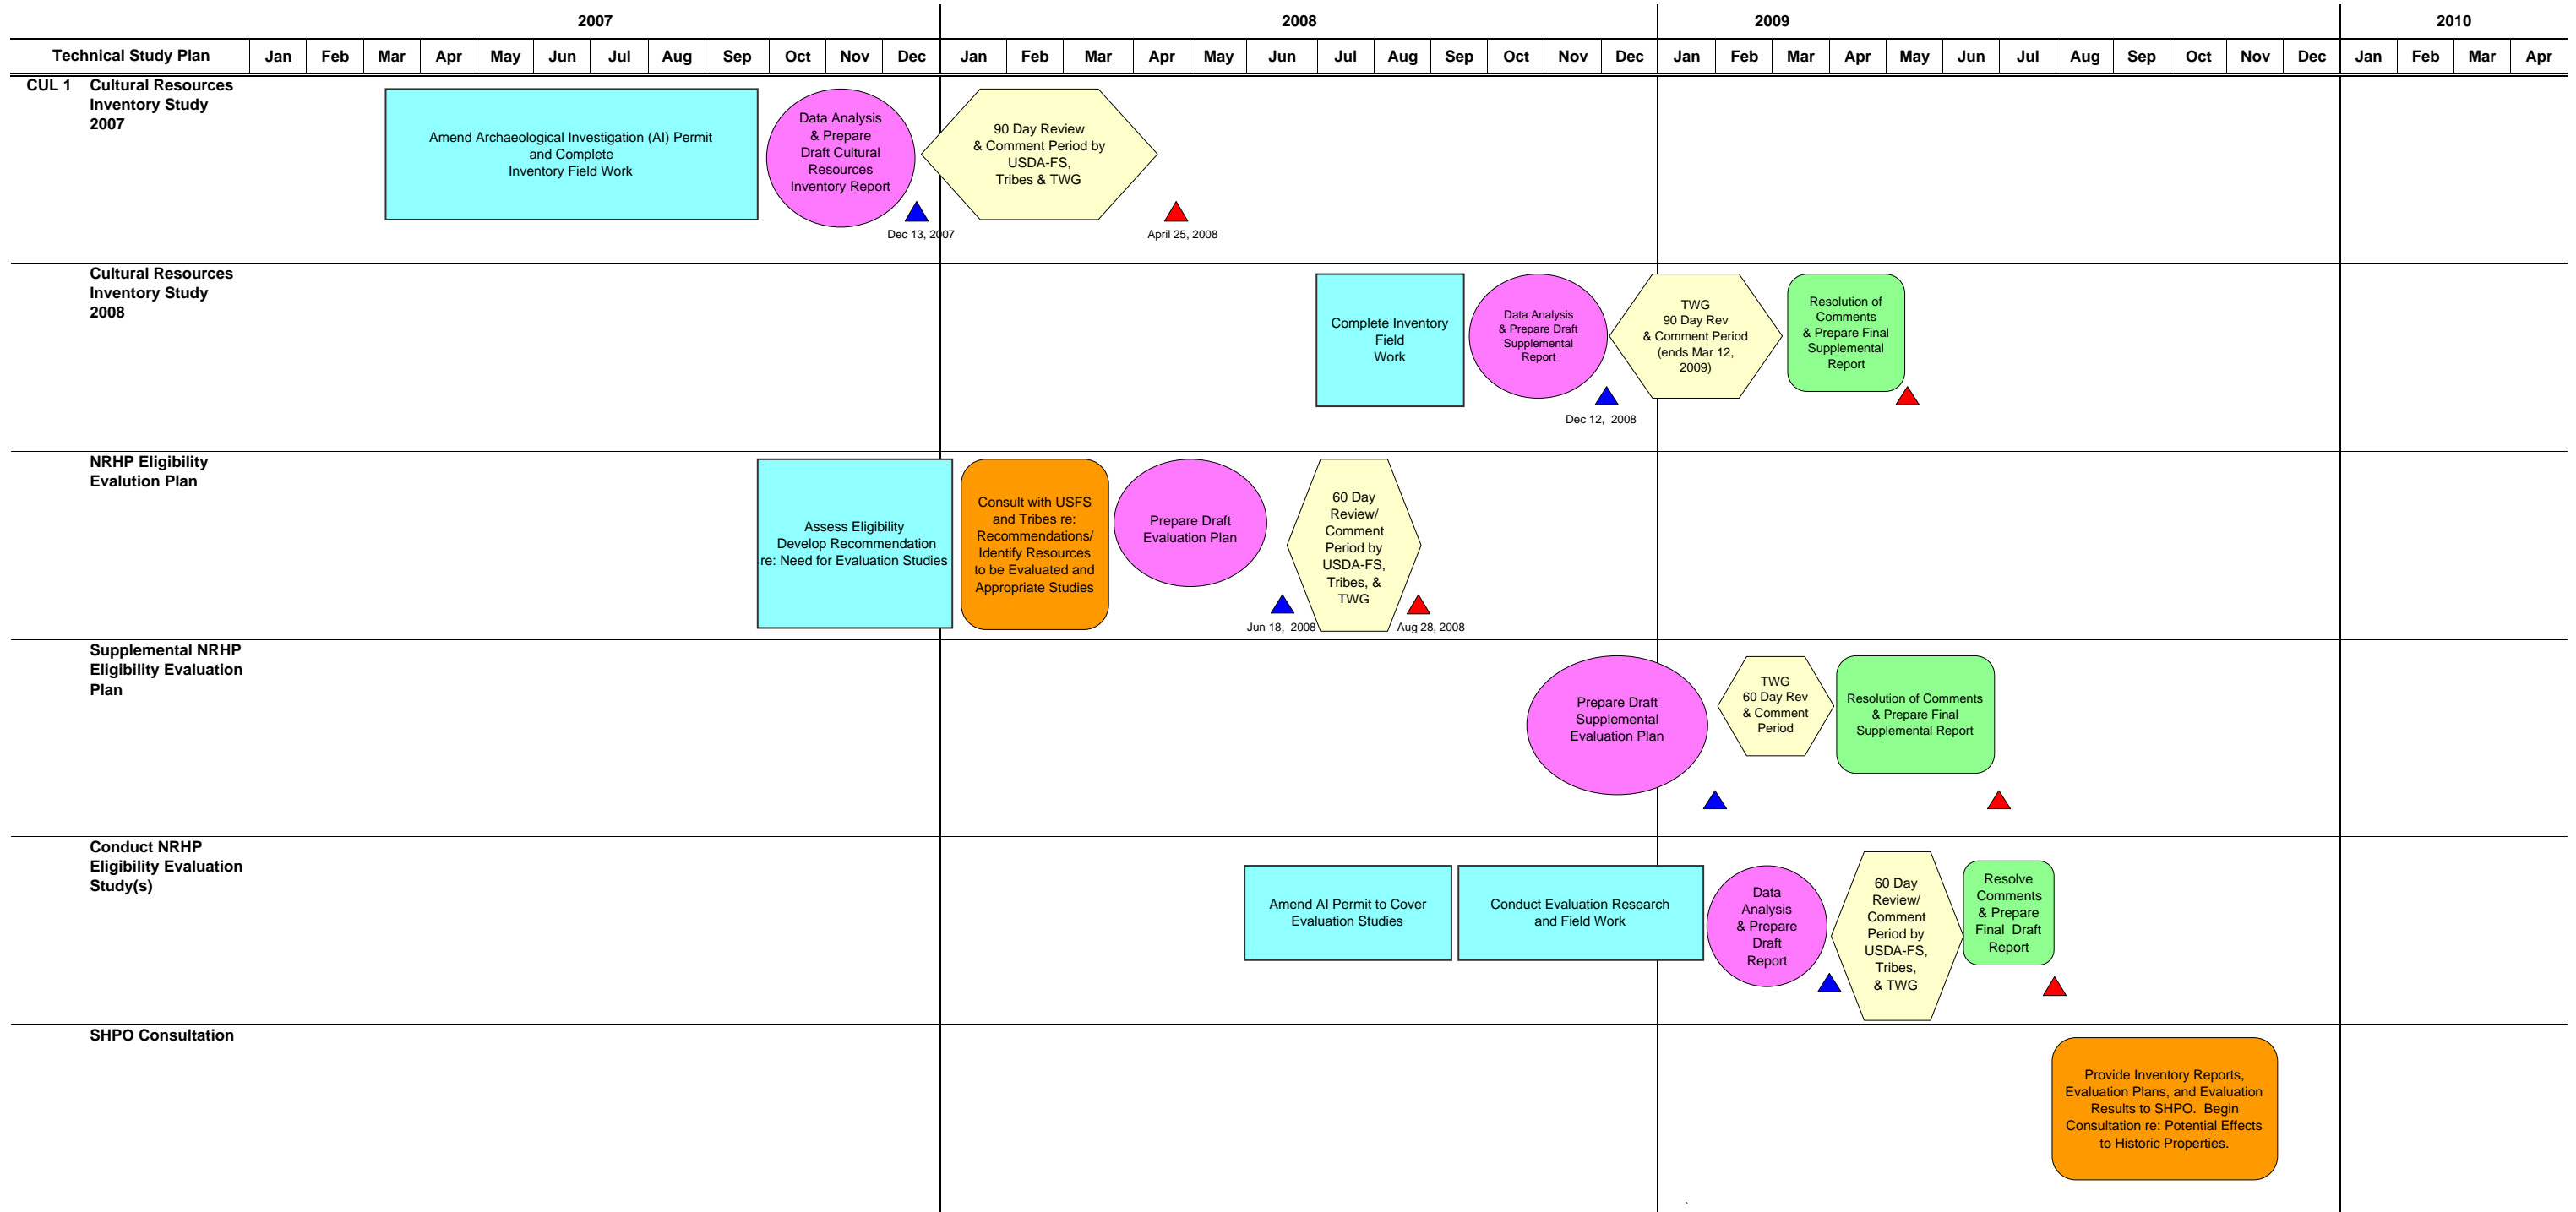 2007 2008 2009 2010
Technical Study Plan Jan Feb Mar Apr May Jun Jul Aug Sep Oct Nov Dec Jan Feb Mar Apr May Jun Jul Aug Sep Oct Nov Dec Jan Feb Mar Apr May Jun Jul Aug Sep Oct Nov Dec Jan Feb Mar Apr
CUL 1 Cultural Resources
Inventory Study
2007
Amend Archaeological Investigation (AI) Permit
and Complete
Inventory Field Work
Data Analysis
& Prepare
Draft Cultural
Resources
Inventory Report
Dec 13, 2007
90 Day Review
& Comment Period by
USDA-FS,
Tribes & TWG
April 25, 2008
Cultural Resources
Inventory Study
2008
Complete Inventory
Field
Work
Data Analysis
& Prepare Draft
Supplemental
Report
Dec 12, 2008
TWG
90 Day Rev
& Comment Period
(ends Mar 12,
2009)
Resolution of
Comments
& Prepare Final
Supplemental
Report
NRHP Eligibility
Evalution Plan
Assess Eligibility
Develop Recommendation
re: Need for Evaluation Studies
Consult with USFS
and Tribes re:
Recommendations/
Identify Resources
to be Evaluated and
Appropriate Studies
Prepare Draft
Evaluation Plan
Jun 18, 2008
60 Day
Review/
Comment
Period by
USDA-FS,
Tribes, &
TWG
Aug 28, 2008
Supplemental NRHP
Eligibility Evaluation
Plan
Prepare Draft
Supplemental
Evaluation Plan
TWG
60 Day Rev
& Comment
Period
Resolution of Comments
& Prepare Final
Supplemental Report
Conduct NRHP
Eligibility Evaluation
Study(s)
Amend AI Permit to Cover
Evaluation Studies
Conduct Evaluation Research
and Field Work
Data
Analysis
& Prepare
Draft
Report
60 Day
Review/
Comment
Period by
USDA-FS,
Tribes,
& TWG
Resolve
Comments
& Prepare
Final Draft
Report
SHPO Consultation
Provide Inventory Reports,
Evaluation Plans, and Evaluation
Results to SHPO. Begin
Consultation re: Potential Effects
to Historic Properties.
`